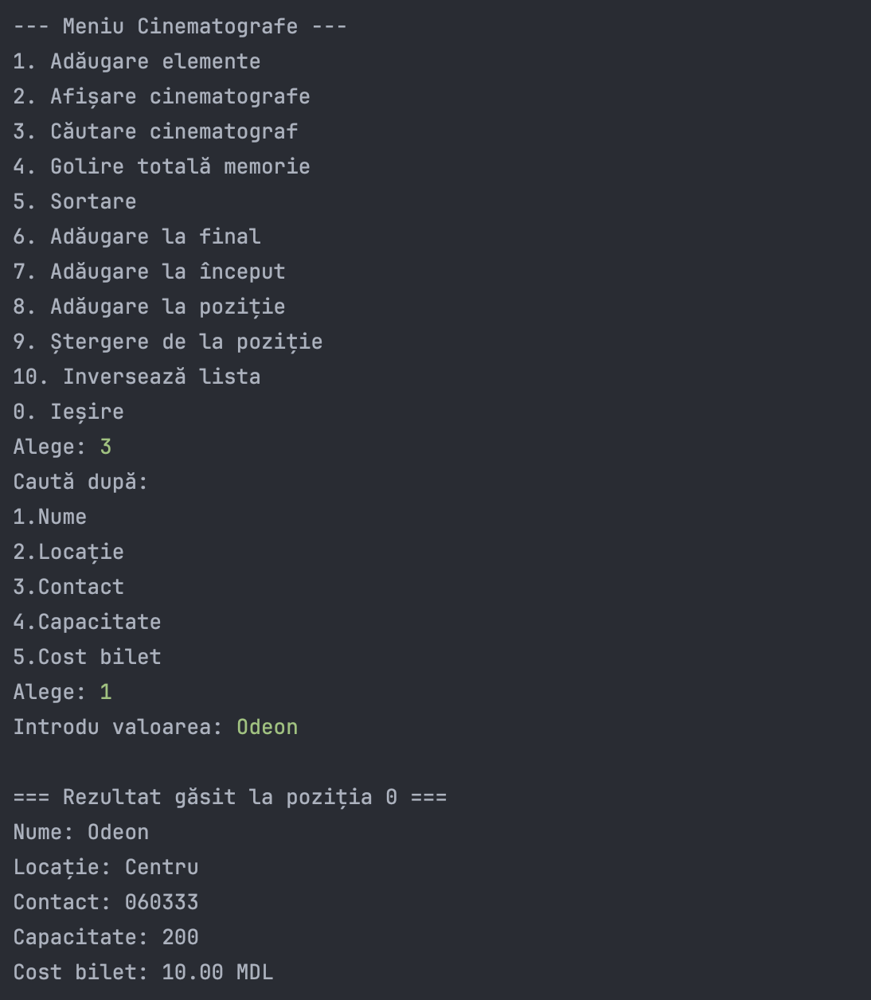 --- Meniu Cinematografe ---
1. Adăugare elemente
2. Afișare cinematografe
3. Căutare cinematograf
4. Golire totală memorie
5. Sortare
6. Adăugare la final
7. Adăugare la început
8. Adăugare la poziție
9. Ștergere de la poziție
10. Inversează lista
0. Ieșire
Alege: 3
Caută după:
1.Nume
2.Locație
3.Contact
4.Capacitate
5.Cost bilet
Alege: 1
Introdu valoarea: Odeon
=== Rezultat găsit la poziția 0 ===
Nume: Odeon
Locație: Centru
Contact: 060333
Capacitate: 200
Cost bilet: 10.00 MDL